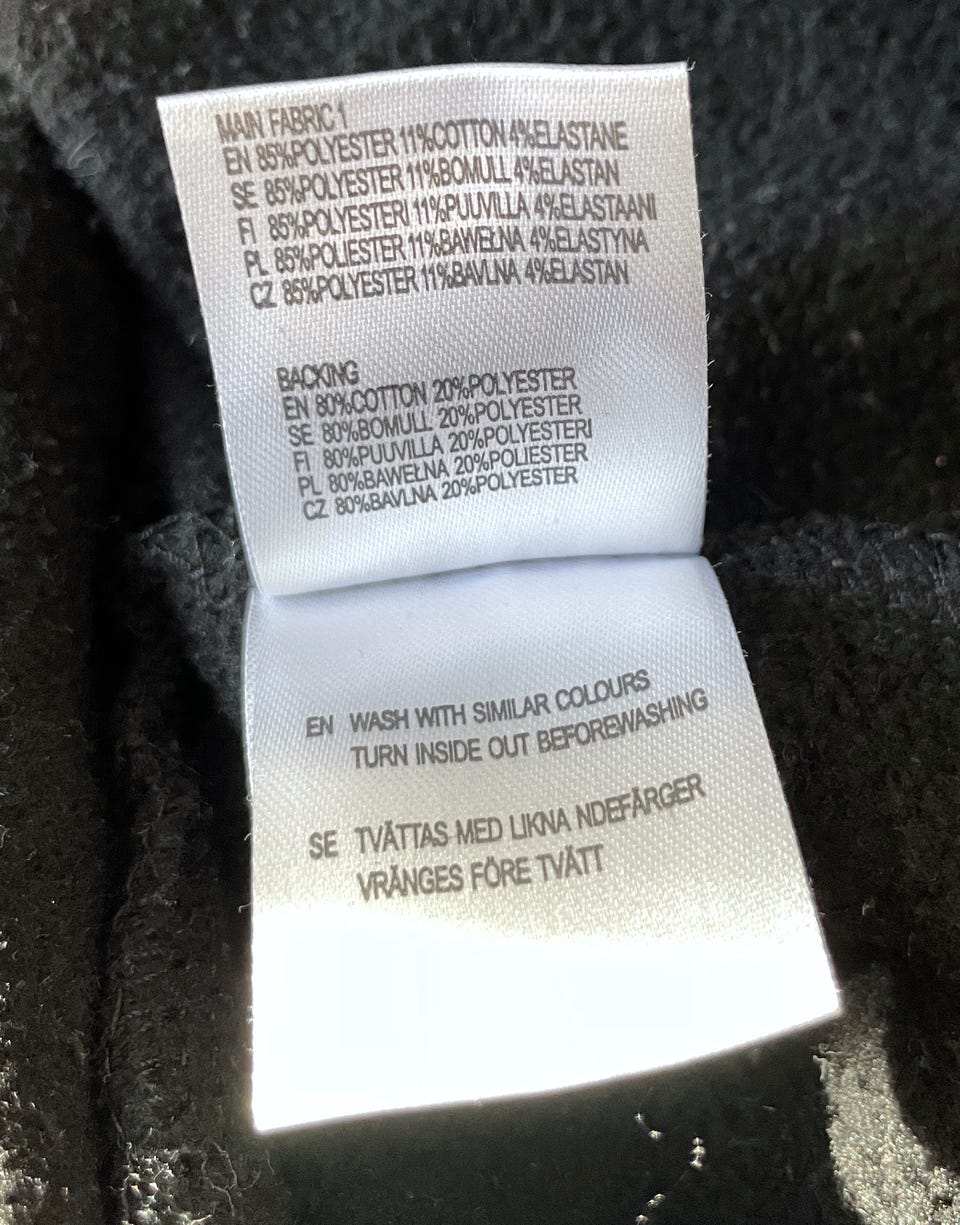 MAIN FABRIC 1
EN 85%POLYESTER 11%COTTON 4%ELASTANE
SE 85%POLYESTER 11%BOMULL 4%ELASTAN
FI 85%POLYESTERI 11%PUUVILLA 4%ELASTAANI
PL 85%POLIESTER 11%BAWEŁNA 4%ELASTYNA
CZ 85%POLYESTER 11%BAVLNA 4%ELASTAN
BACKING
EN 80%COTTON 20%POLYESTER
SE 80%BOMULL 20%POLYESTER
FI 80%PUUVILLA 20%POLYESTERI
PL 80%BAWEŁNA 20%POLIESTER
CZ 80%BAVLNA 20%POLYESTER
EN WASH WITH SIMILAR COLOURS
TURN INSIDE OUT BEFOREWASHING
SE TVÄTTAS MED LIKNA NDEFÄRGER
VRÄNGES FÖRE TVÄTT